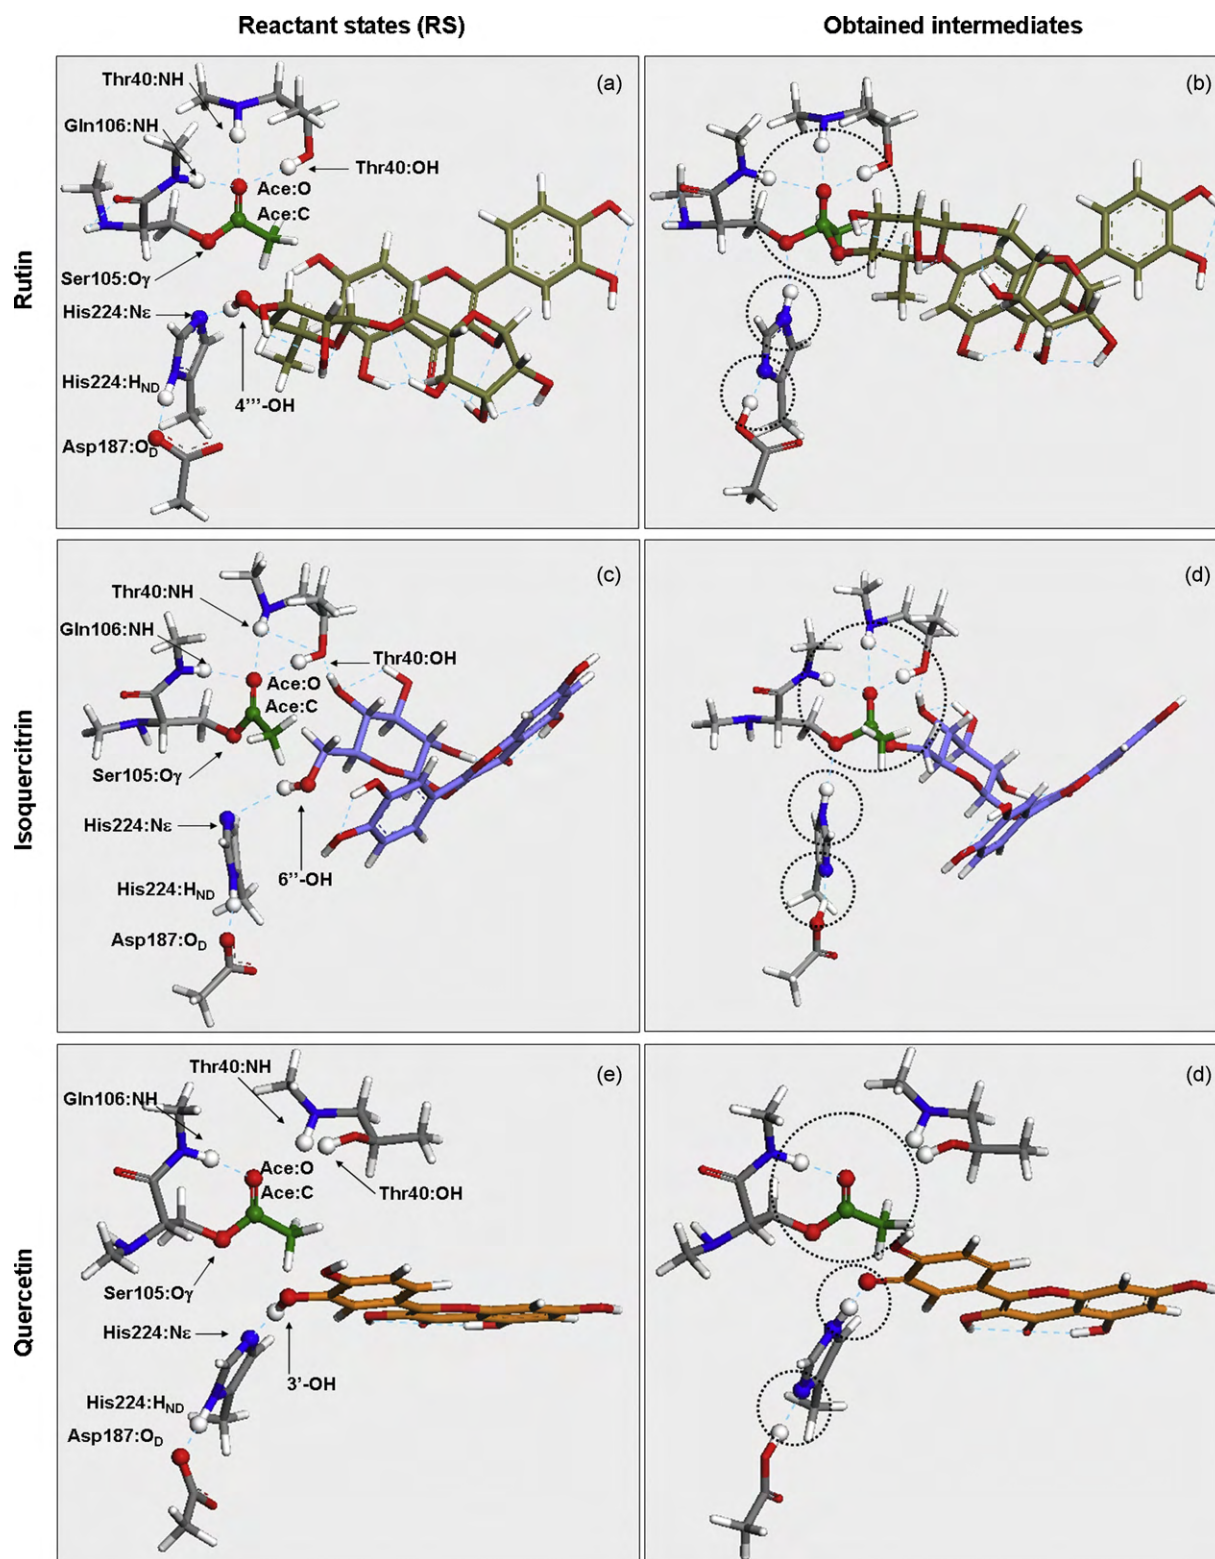 Reactant states (RS)
Obtained intermediates
Rutin
(a)
Thr40:NH
Gln106:NH
Thr40:OH
Ace:O
Ace:C
Ser105:Oγ
His224:Nε
His224:HND
4’’’-OH
Asp187:OD
(b)
Isoquercitrin
(c)
Thr40:NH
Gln106:NH
Thr40:OH
Ace:O
Ace:C
Ser105:Oγ
His224:Nε
6’’-OH
His224:HND
Asp187:OD
(d)
Quercetin
(e)
Thr40:NH
Gln106:NH
Ace:O
Ace:C
Thr40:OH
Ser105:Oγ
His224:Nε
3’-OH
His224:HND
Asp187:OD
(d)